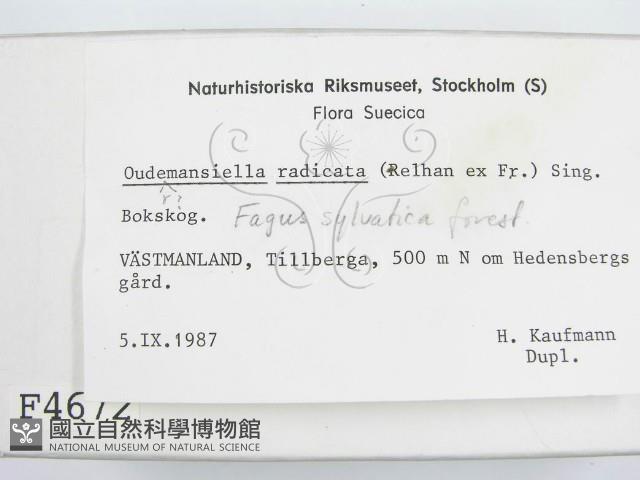 Naturhistoriska Riksmuseet, Stockholm (S)
Flora Suecica
Oudemansiella radicata (Relhan ex Fr.) Sing.
r?
Bokskog. Fagus sylvatica forest.
VÄSTMANLAND, Tillberga, 500 m N om Hedensbergs
gård.
5.IX.1987
H. Kaufmann
Dupl.
F4672
國立自然科學博物館
NATIONAL MUSEUM OF NATURAL SCIENCE